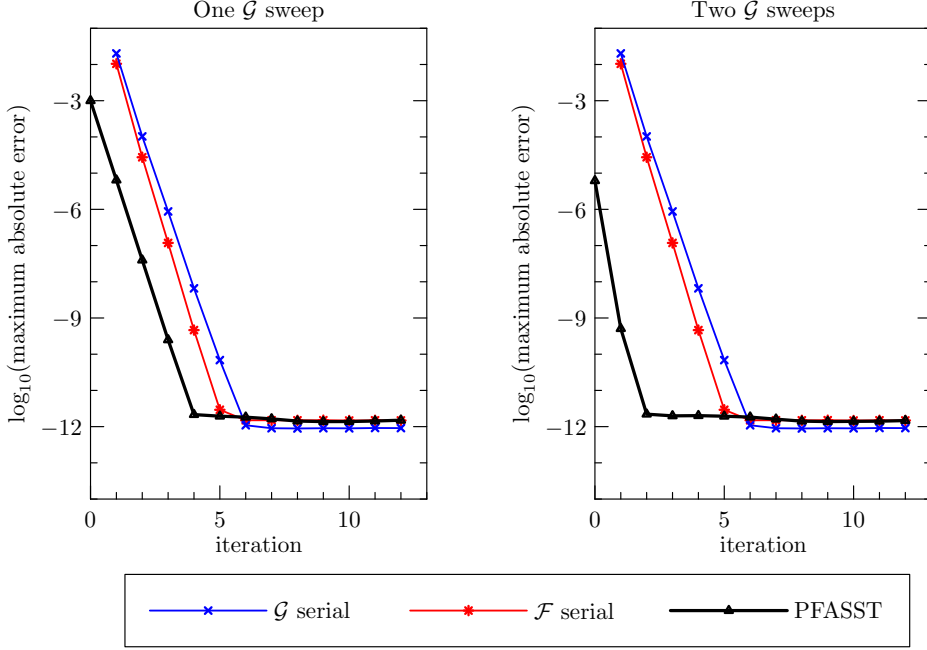 One 𝒢 sweep
Two 𝒢 sweeps
log₁₀(maximum absolute error)
−3
−6
−9
−12
0
5
10
iteration
log₁₀(maximum absolute error)
−3
−6
−9
−12
0
5
10
iteration
𝒢 serial
ℱ serial
PFASST